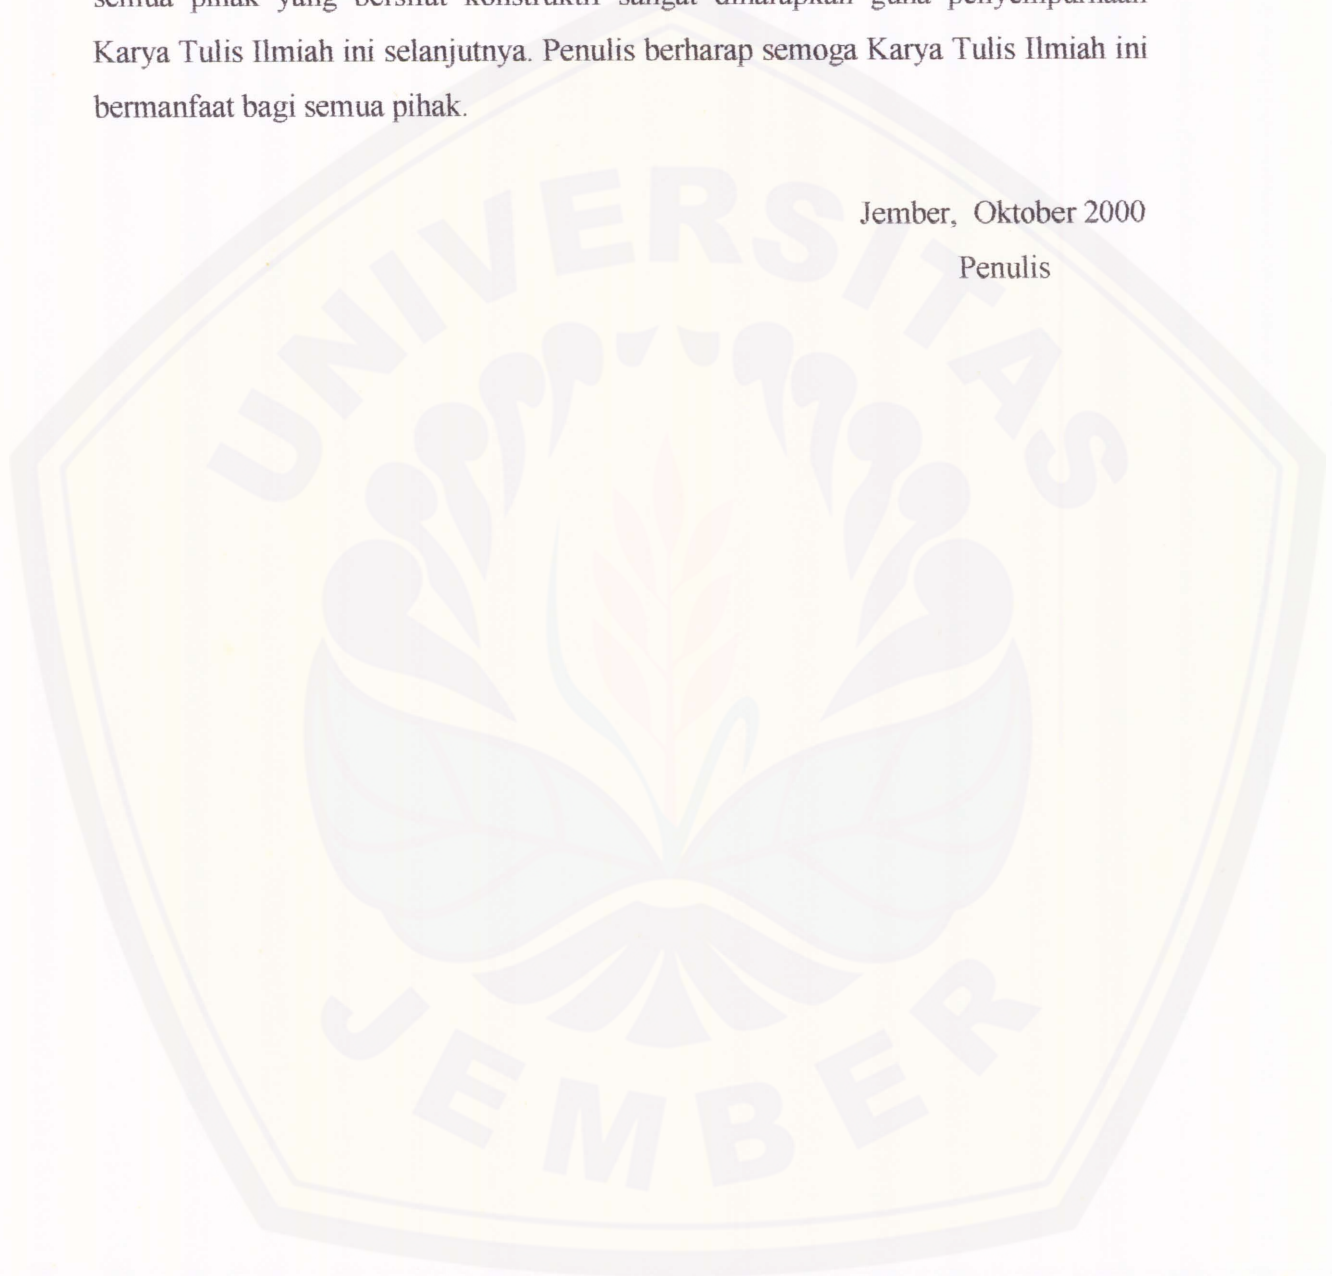 semua pihak yang bersifat konstruktif sangat diharapkan guna penyempurnaan
Karya Tulis Ilmiah ini selanjutnya. Penulis berharap semoga Karya Tulis Ilmiah ini
bermanfaat bagi semua pihak.
Jember, Oktober 2000
Penulis
UNIVERSITAS
JEMBER